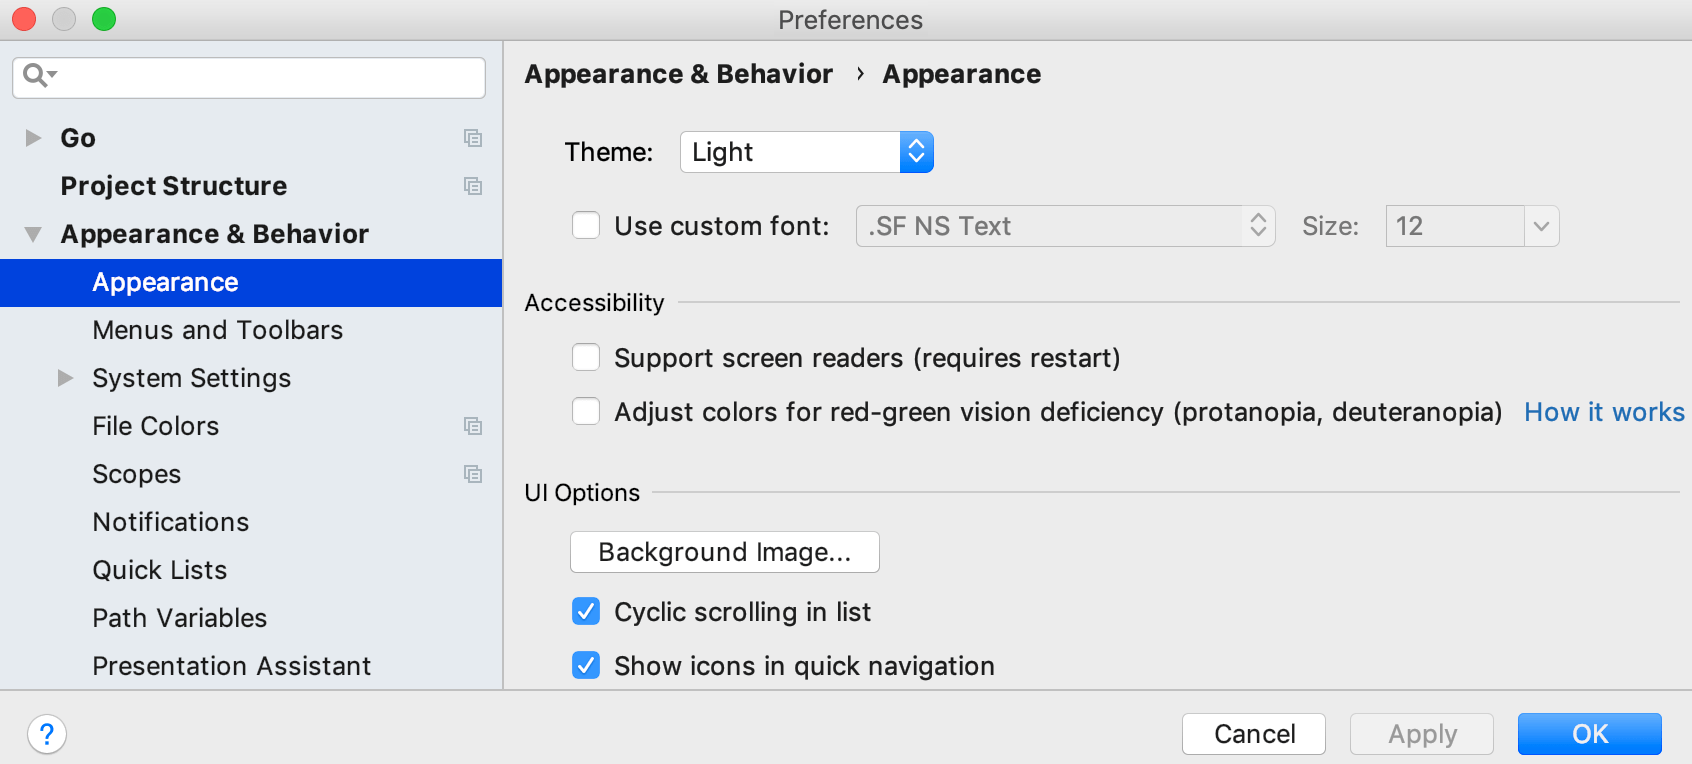 Preferences
Go
Project Structure
Appearance & Behavior
Appearance
Menus and Toolbars
System Settings
File Colors
Scopes
Notifications
Quick Lists
Path Variables
Presentation Assistant
Appearance & Behavior › Appearance
Theme: Light
Use custom font: .SF NS Text Size: 12
Accessibility
Support screen readers (requires restart)
Adjust colors for red-green vision deficiency (protanopia, deuteranopia) How it works
UI Options
Background Image...
Cyclic scrolling in list
Show icons in quick navigation
? Cancel Apply OK